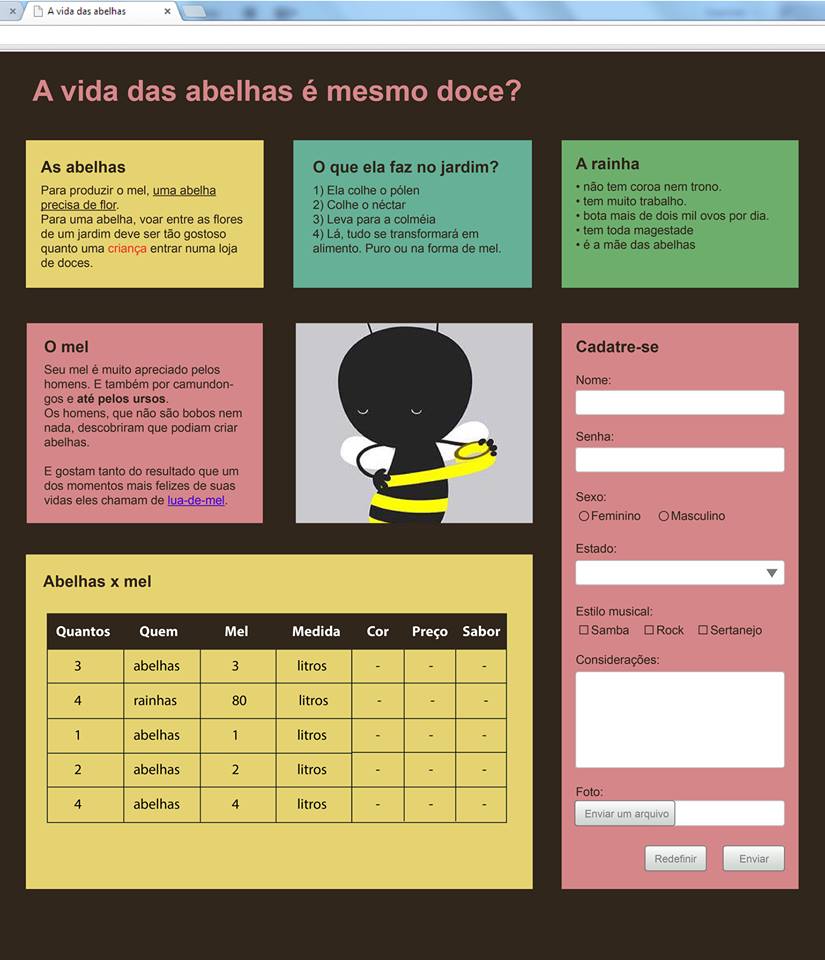 A vida das abelhas
A vida das abelhas é mesmo doce?
As abelhas
Para produzir o mel, uma abelha
precisa de flor.
Para uma abelha, voar entre as flores
de um jardim deve ser tão gostoso
quanto uma criança entrar numa loja
de doces.
O que ela faz no jardim?
1) Ela colhe o pólen
2) Colhe o néctar
3) Leva para a colméia
4) Lá, tudo se transformará em
alimento. Puro ou na forma de mel.
A rainha
• não tem coroa nem trono.
• tem muito trabalho.
• bota mais de dois mil ovos por dia.
• tem toda magestade
• é a mãe das abelhas
O mel
Seu mel é muito apreciado pelos
homens. E também por camundon-
gos e até pelos ursos.
Os homens, que não são bobos nem
nada, descobriram que podiam criar
abelhas.
E gostam tanto do resultado que um
dos momentos mais felizes de suas
vidas eles chamam de lua-de-mel.
Abelhas x mel
Quantos Quem Mel Medida Cor Preço Sabor
3 abelhas 3 litros - - -
4 rainhas 80 litros - - -
1 abelhas 1 litros - - -
2 abelhas 2 litros - - -
4 abelhas 4 litros - - -
Cadatre-se
Nome:
Senha:
Sexo:
Feminino Masculino
Estado:
Estilo musical:
Samba Rock Sertanejo
Considerações:
Foto:
Enviar um arquivo
Redefinir Enviar